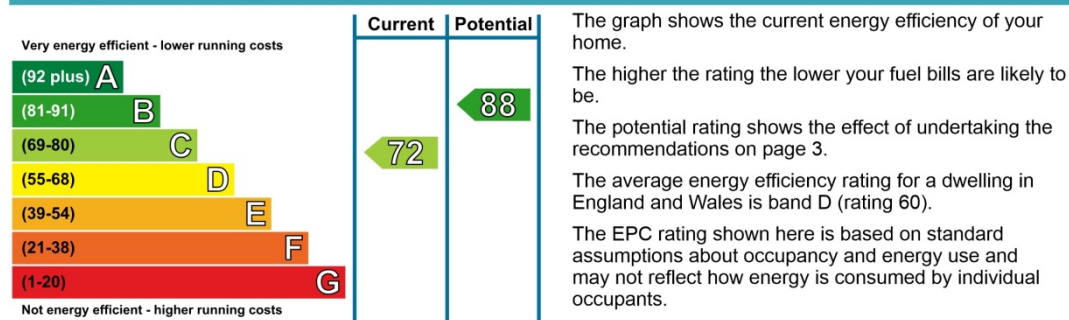 Current Potential
Very energy efficient - lower running costs
(92 plus) A
(81-91) B
88
(69-80) C
72
(55-68) D
(39-54) E
(21-38) F
(1-20) G
Not energy efficient - higher running costs
The graph shows the current energy efficiency of your
home.
The higher the rating the lower your fuel bills are likely to
be.
The potential rating shows the effect of undertaking the
recommendations on page 3.
The average energy efficiency rating for a dwelling in
England and Wales is band D (rating 60).
The EPC rating shown here is based on standard
assumptions about occupancy and energy use and
may not reflect how energy is consumed by individual
occupants.